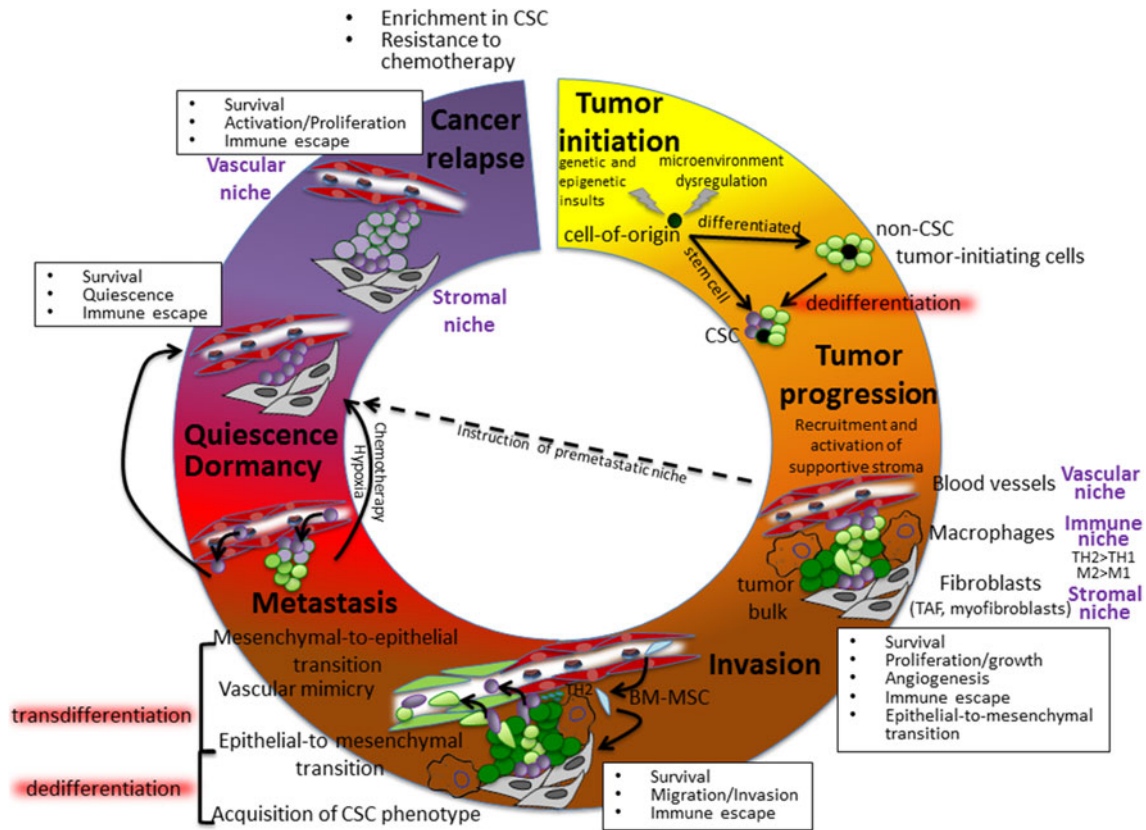 • Enrichment in CSC
• Resistance to
chemotherapy
Tumor
initiation
genetic and
epigenetic
insults
microenvironment
dysregulation
cell-of-origin
differentiated
stem cell
non-CSC
tumor-initiating cells
CSC
dedifferentiation
Tumor
progression
Recruitment and
activation of
supportive stroma
Blood vessels
Vascular
niche
Macrophages
Immune
niche
TH2>TH1
M2>M1
Fibroblasts
(TAF, myofibroblasts)
Stromal
niche
tumor
bulk
• Survival
• Proliferation/growth
• Angiogenesis
• Immune escape
• Epithelial-to-mesenchymal
transition
Invasion
TH2
BM-MSC
• Survival
• Migration/Invasion
• Immune escape
Metastasis
Mesenchymal-to-epithelial
transition
Vascular mimicry
transdifferentiation
Epithelial-to mesenchymal
transition
dedifferentiation
Acquisition of CSC phenotype
Quiescence
Dormancy
Chemotherapy
Hypoxia
Instruction of premetastatic niche
• Survival
• Quiescence
• Immune escape
Cancer
relapse
• Survival
• Activation/Proliferation
• Immune escape
Vascular
niche
Stromal
niche